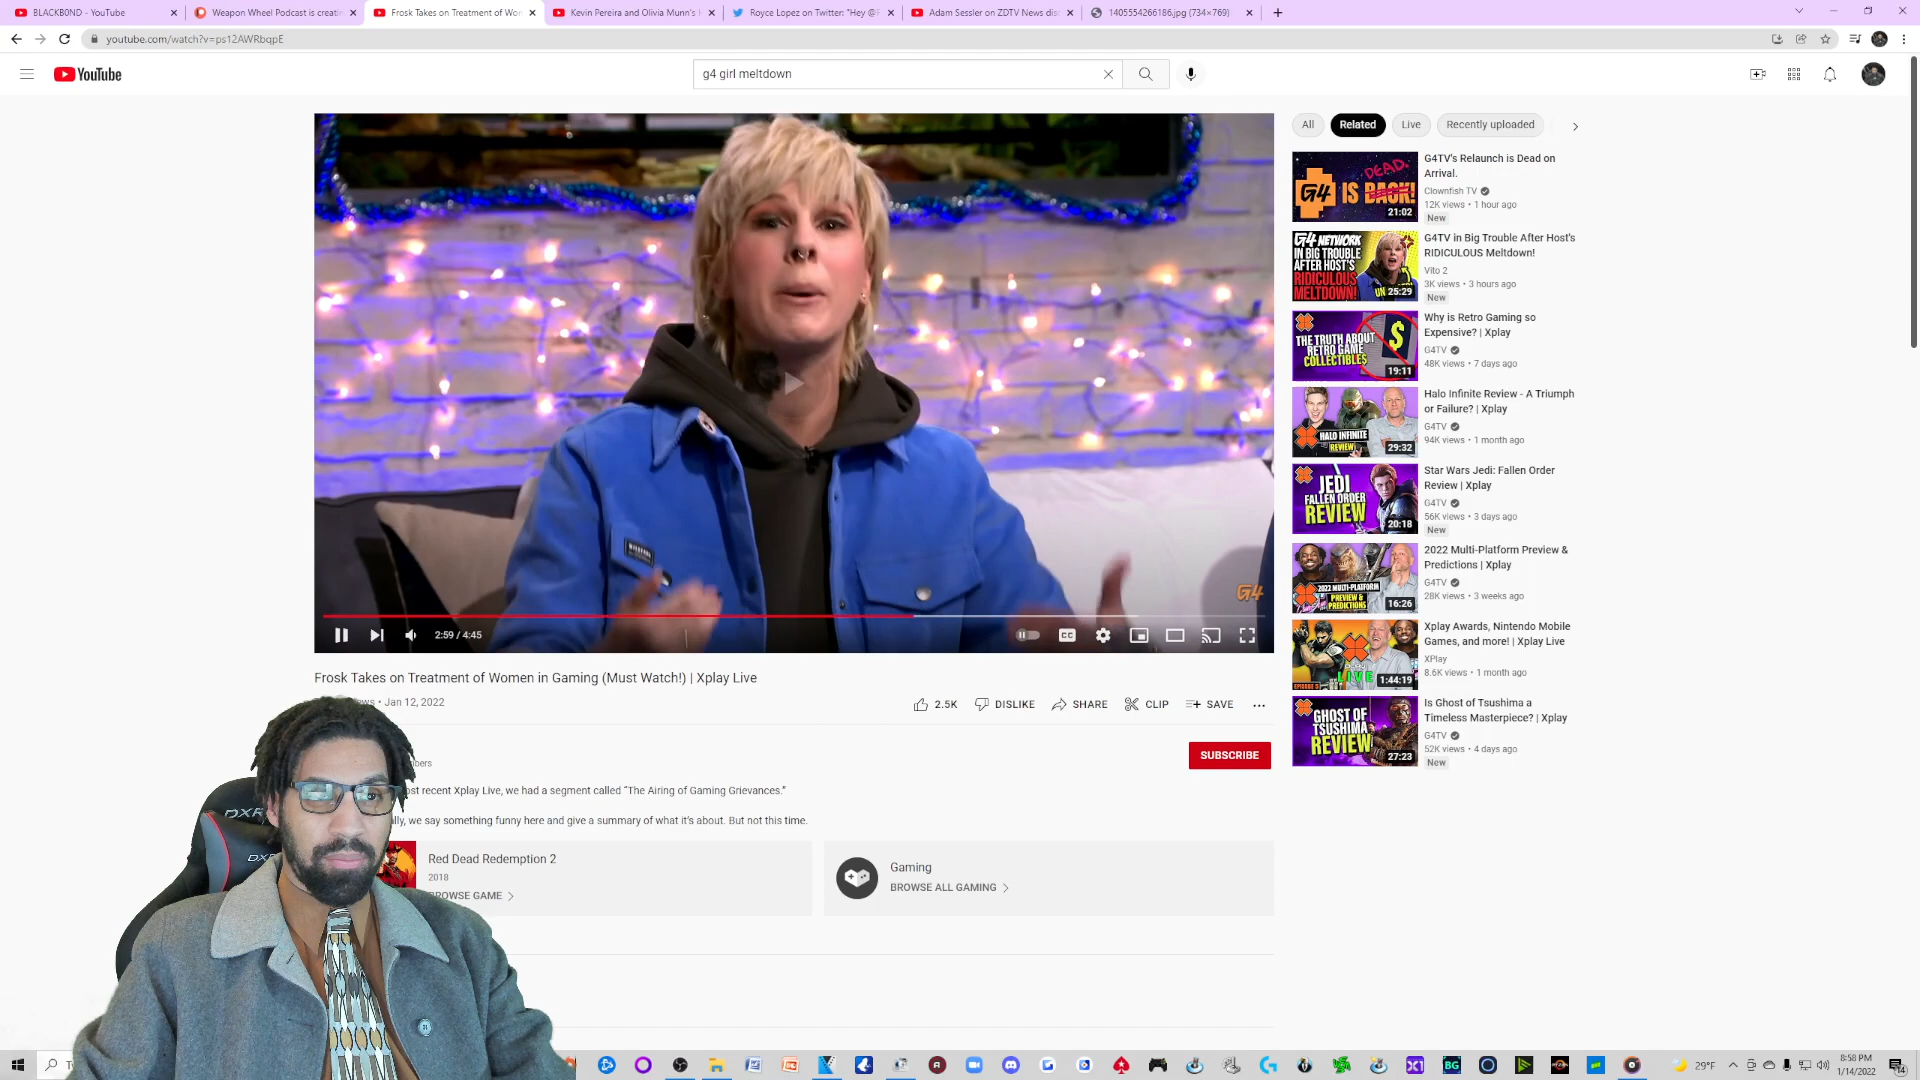 BLACKB0ND - YouTube
Weapon Wheel Podcast is creatin
Frosk Takes on Treatment of Wom
Kevin Pereira and Olivia Munn's
Royce Lopez on Twitter: "Hey @F
Adam Sessler on ZDTV News dis
1405554266186.jpg (734×769)
youtube.com/watch?v=ps12AWRbqpE
YouTube
g4 girl meltdown
All
Related
Live
Recently uploaded
G4
2:59 / 4:45
CC
Frosk Takes on Treatment of Women in Gaming (Must Watch!) | Xplay Live
• Jan 12, 2022
2.5K
DISLIKE
SHARE
CLIP
SAVE
SUBSCRIBE
ost recent Xplay Live, we had a segment called “The Airing of Gaming Grievances.”
lly, we say something funny here and give a summary of what it's about. But not this time.
Red Dead Redemption 2
2018
BROWSE GAME
Gaming
BROWSE ALL GAMING
G4 IS BACK!
DEAD.
21:02
G4TV's Relaunch is Dead on
Arrival.
Clownfish TV
12K views • 1 hour ago
New
G4 NETWORK
IN BIG TROUBLE
AFTER HOST'S
RIDICULOUS
MELTDOWN!
25:29
G4TV in Big Trouble After Host's
RIDICULOUS Meltdown!
Vito 2
3K views • 3 hours ago
New
THE TRUTH ABOUT
RETRO GAME
COLLECTIBLES
$
19:11
Why is Retro Gaming so
Expensive? | Xplay
G4TV
48K views • 7 days ago
HALO INFINITE
REVIEW
29:32
Halo Infinite Review - A Triumph
or Failure? | Xplay
G4TV
94K views • 1 month ago
JEDI
FALLEN ORDER
REVIEW
20:18
Star Wars Jedi: Fallen Order
Review | Xplay
G4TV
56K views • 3 days ago
New
2022 MULTI-PLATFORM
PREVIEW &
PREDICTIONS
16:26
2022 Multi-Platform Preview &
Predictions | Xplay
G4TV
28K views • 3 weeks ago
LIVE
EPISODE 5
1:44:19
Xplay Awards, Nintendo Mobile
Games, and more! | Xplay Live
XPlay
8.6K views • 1 month ago
GHOST OF
TSUSHIMA
REVIEW
27:23
Is Ghost of Tsushima a
Timeless Masterpiece? | Xplay
G4TV
52K views • 4 days ago
New
DXR
DXR
29°F
8:58 PM
1/14/2022